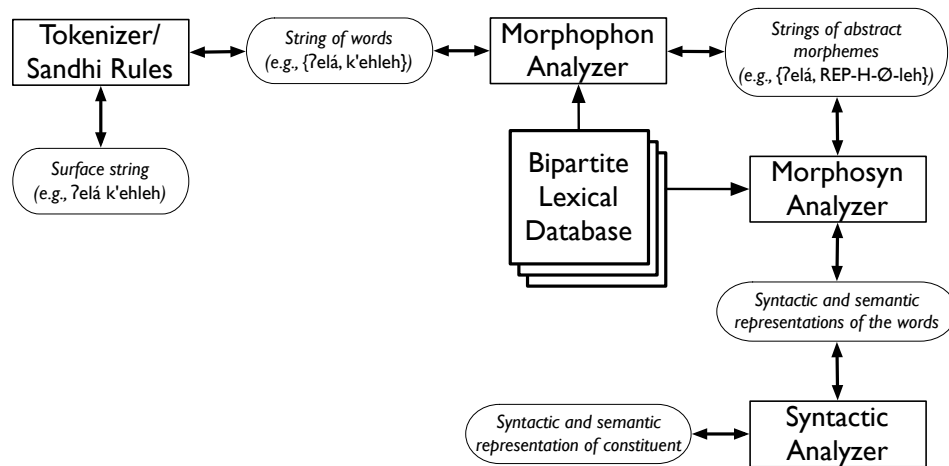 Tokenizer/
Sandhi Rules
String of words
(e.g., {ʔelá, k'ehleh})
Morphophon
Analyzer
Strings of abstract
morphemes
(e.g., {ʔelá, REP-H-Ø-leh})
Surface string
(e.g., ʔelá k'ehleh)
Bipartite
Lexical
Database
Morphosyn
Analyzer
Syntactic and semantic
representations of the words
Syntactic and semantic
representation of constituent
Syntactic
Analyzer